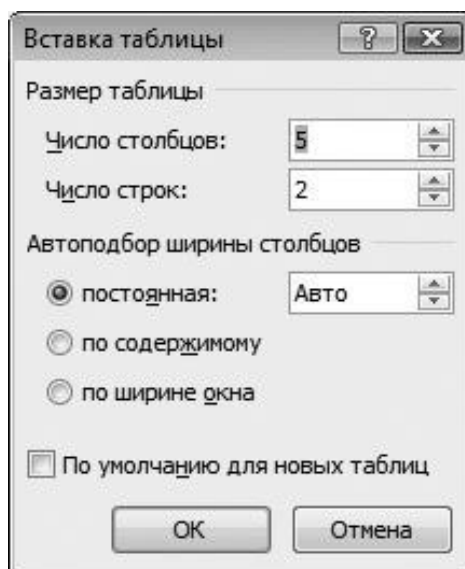 Вставка таблицы ?
Размер таблицы
Число столбцов: 5
Число строк: 2
Автоподбор ширины столбцов
постоянная: Авто
по содержимому
по ширине окна
По умолчанию для новых таблиц
ОК Отмена